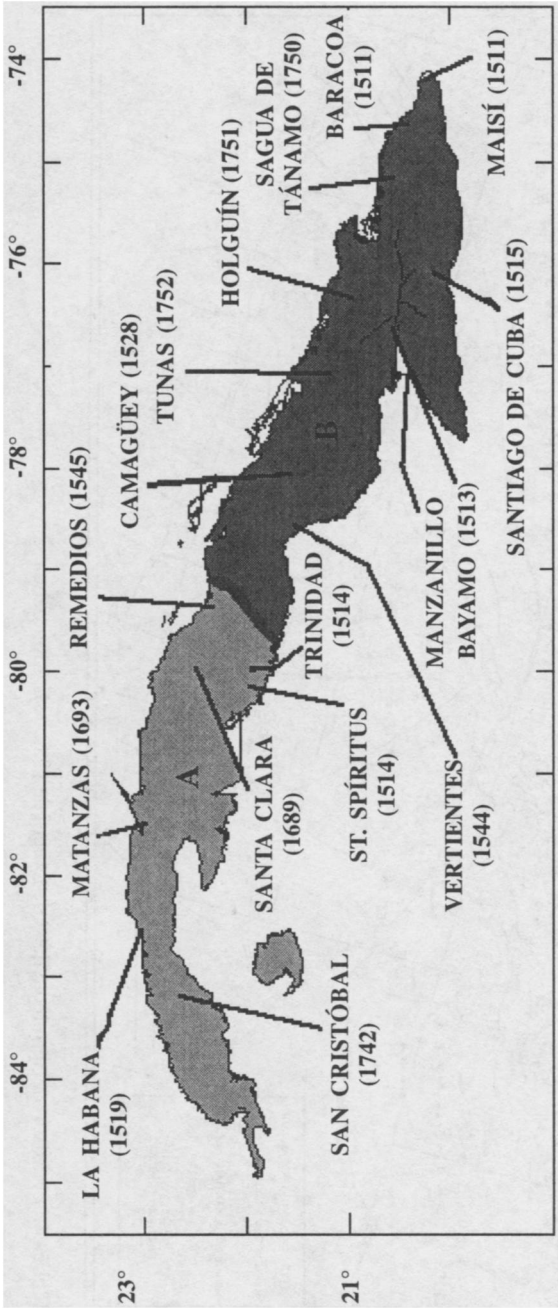 -84°
-82°
-80°
-78°
-76°
-74°
23°
21°
LA HABANA
(1519)
MATANZAS (1693)
REMEDIOS (1545)
CAMAGÜEY (1528)
TUNAS (1752)
HOLGUÍN (1751)
SAGUA DE
TÁNAMO (1750)
BARACOA
(1511)
A
B
SAN CRISTÓBAL
(1742)
SANTA CLARA
(1689)
ST. SPÍRITUS
(1514)
TRINIDAD
(1514)
VERTIENTES
(1544)
MANZANILLO
BAYAMO (1513)
SANTIAGO DE CUBA (1515)
MAISÍ (1511)